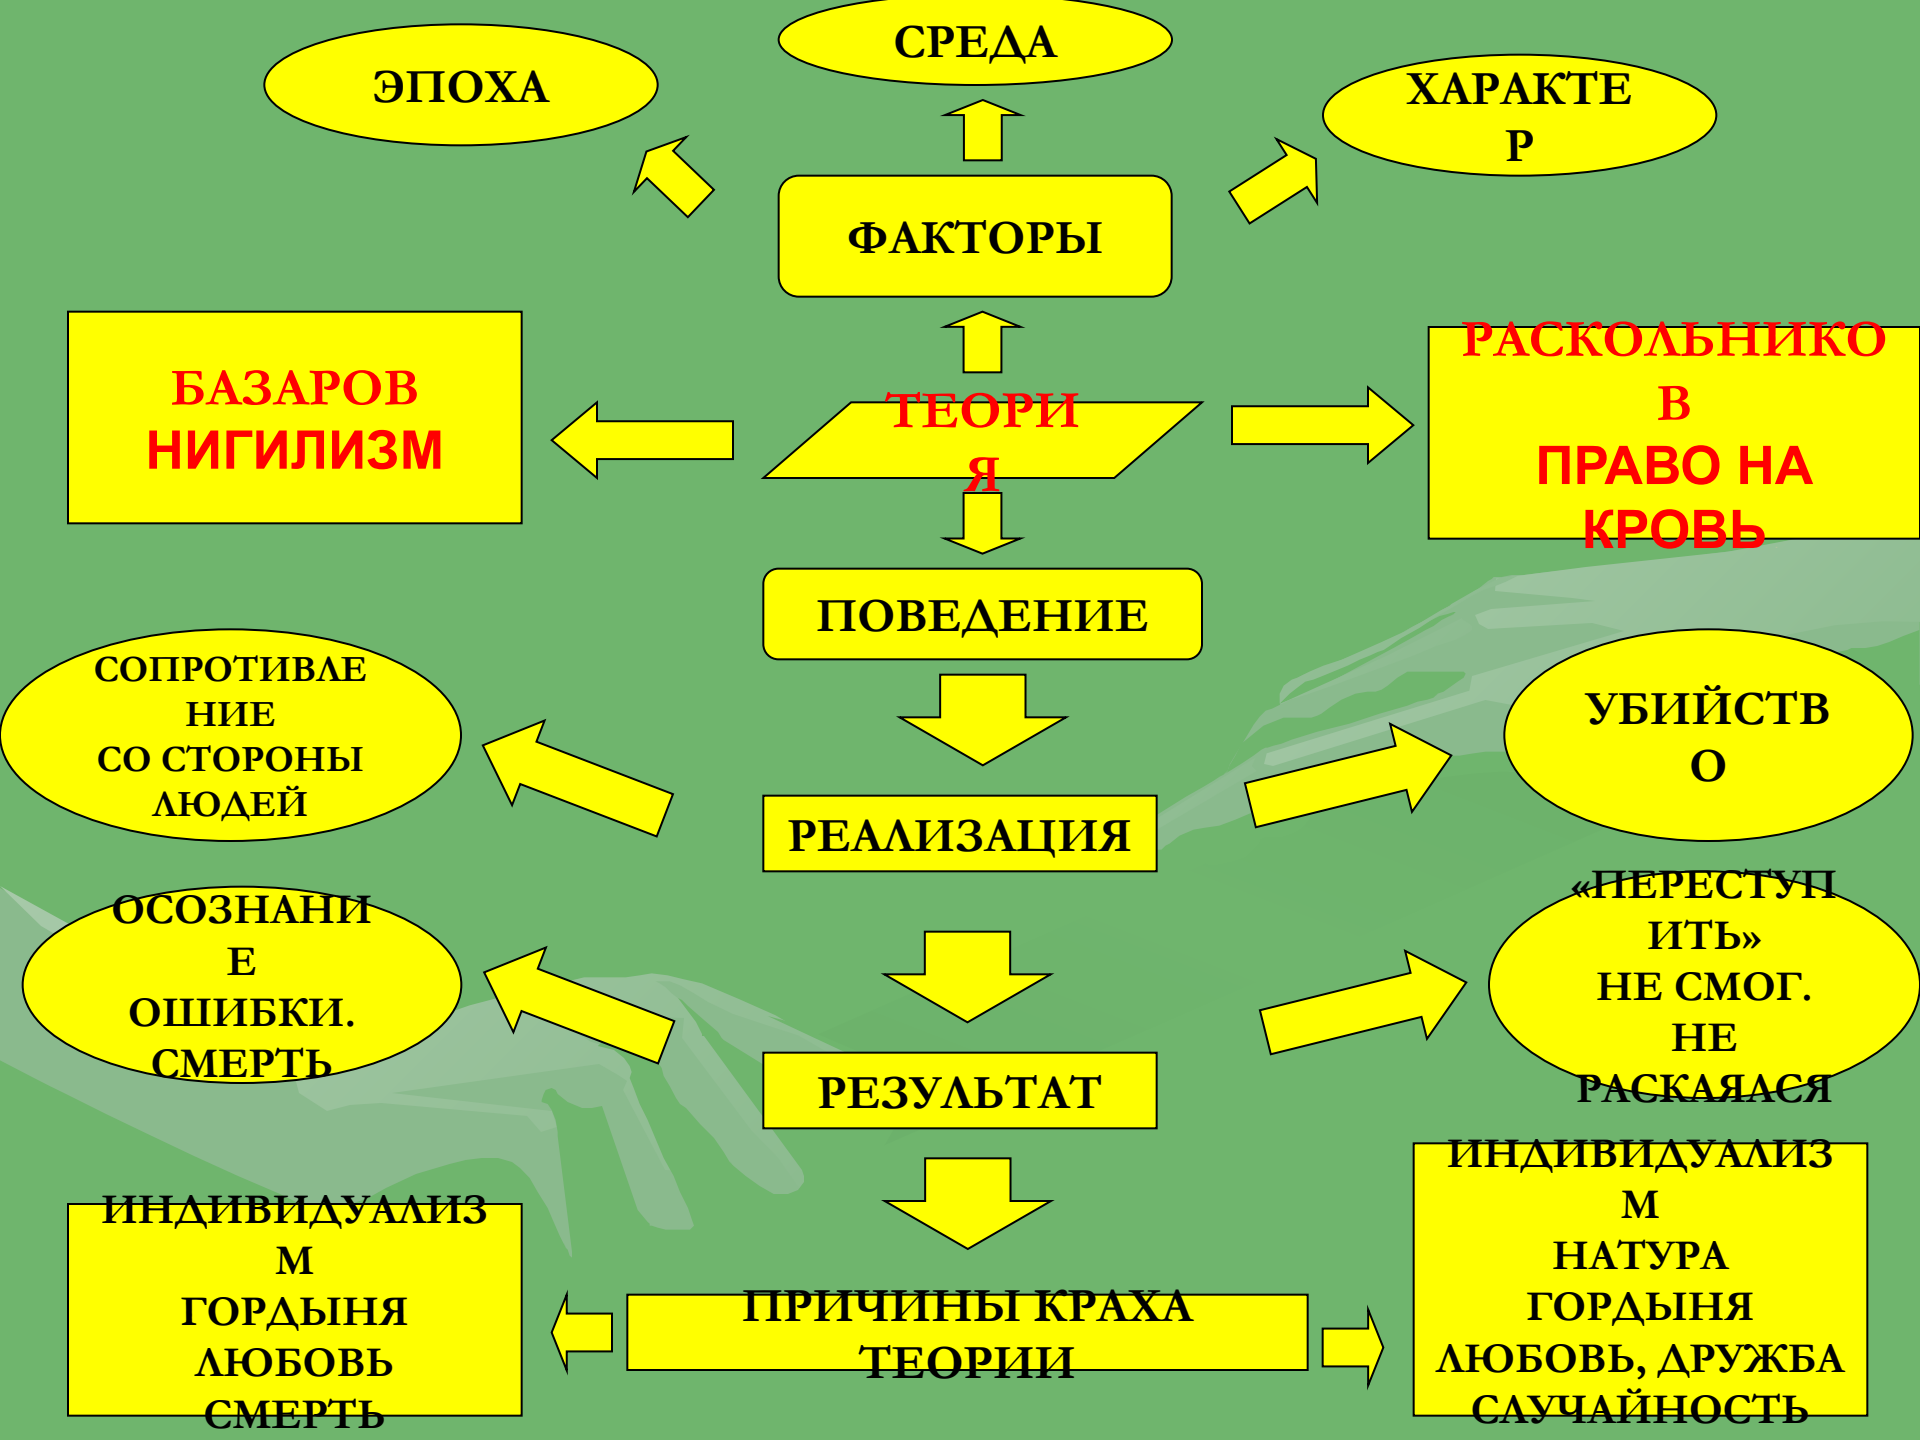 СРЕДА
ЭПОХА
ХАРАКТЕ
Р
ФАКТОРЫ
БАЗАРОВ
НИГИЛИЗМ
ТЕОРИ
Я
РАСКОЛЬНИКО
В
ПРАВО НА
КРОВЬ
ПОВЕДЕНИЕ
СОПРОТИВЛЕ
НИЕ
СО СТОРОНЫ
ЛЮДЕЙ
УБИЙСТВ
О
РЕАЛИЗАЦИЯ
ОСОЗНАНИ
Е
ОШИБКИ.
СМЕРТЬ
«ПЕРЕСТУП
ИТЬ»
НЕ СМОГ.
НЕ
РАСКАЯЛСЯ
РЕЗУЛЬТАТ
ИНДИВИДУАЛИЗ
М
ГОРДЫНЯ
ЛЮБОВЬ
СМЕРТЬ
ПРИЧИНЫ КРАХА
ТЕОРИИ
ИНДИВИДУАЛИЗ
М
НАТУРА
ГОРДЫНЯ
ЛЮБОВЬ, ДРУЖБА
СЛУЧАЙНОСТЬ